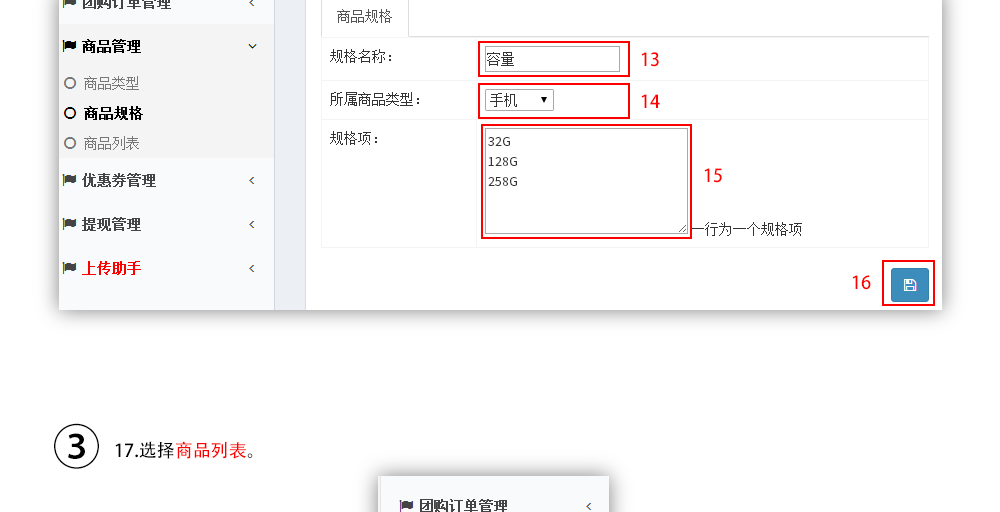 团购订单管理
商品管理
商品类型
商品规格
商品列表
优惠券管理
提现管理
上传助手
商品规格
规格名称：
容量
13
所属商品类型：
手机
14
规格项：
32G
128G
258G
15
一行为一个规格项
16
3
17.选择商品列表。
团购订单管理